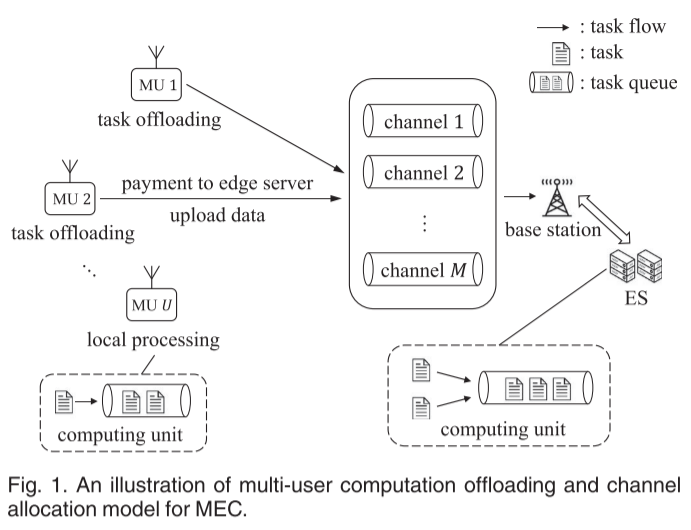 : task flow
: task
: task queue
MU 1
task offloading
channel 1
payment to edge server
channel 2
MU 2
upload data
task offloading
base station
⋮
⋱
channel M
MU U
ES
local processing
computing unit
computing unit
Fig. 1. An illustration of multi-user computation offloading and channel
allocation model for MEC.